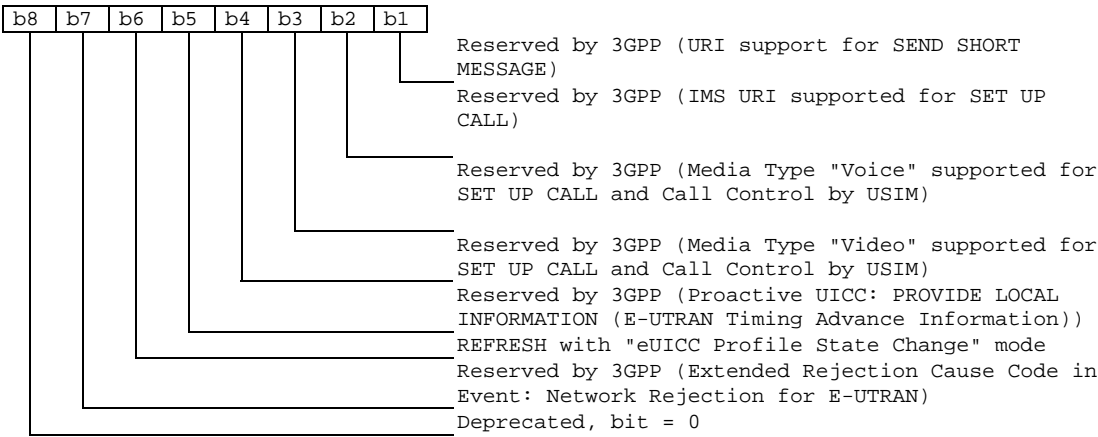 b8 b7 b6 b5 b4 b3 b2 b1
Reserved by 3GPP (URI support for SEND SHORT
MESSAGE)
Reserved by 3GPP (IMS URI supported for SET UP
CALL)
Reserved by 3GPP (Media Type "Voice" supported for
SET UP CALL and Call Control by USIM)
Reserved by 3GPP (Media Type "Video" supported for
SET UP CALL and Call Control by USIM)
Reserved by 3GPP (Proactive UICC: PROVIDE LOCAL
INFORMATION (E-UTRAN Timing Advance Information))
REFRESH with "eUICC Profile State Change" mode
Reserved by 3GPP (Extended Rejection Cause Code in
Event: Network Rejection for E-UTRAN)
Deprecated, bit = 0